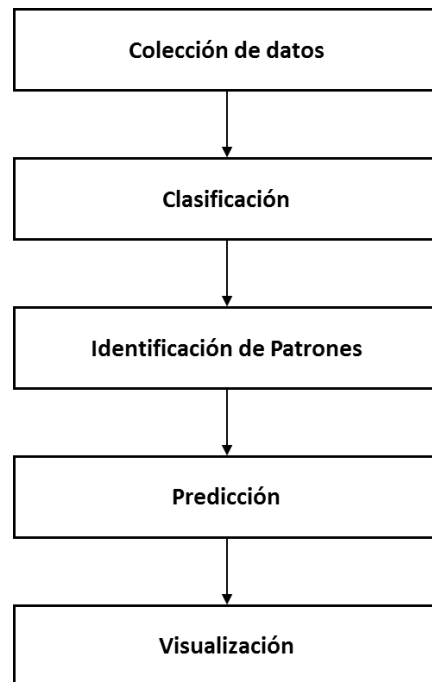 Colección de datos
Clasificación
Identificación de Patrones
Predicción
Visualización